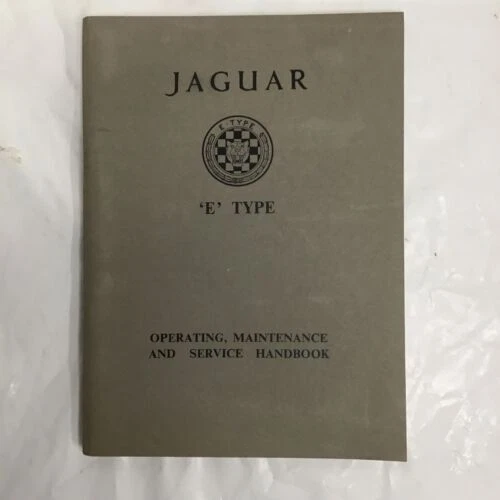 JAGUAR
E-TYPE
'E' TYPE
OPERATING, MAINTENANCE
AND SERVICE HANDBOOK